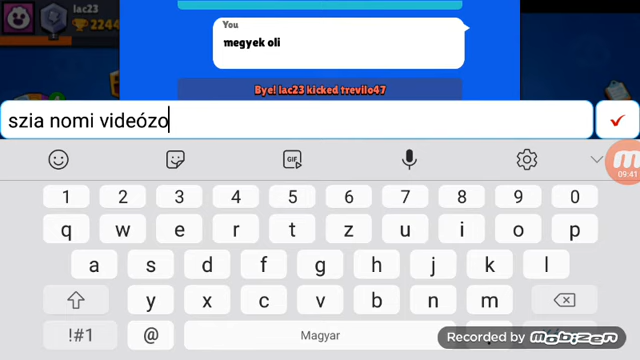 lac23
2244
You
megyek oli
Bye! lac23 kicked trevilo47
szia nomi videózo
GIF
09:41
1 2 3 4 5 6 7 8 9 0
q w e r t z u i o p
a s d f g h j k l
y x c v b n m
!#1 @ Magyar
Recorded by mobizen